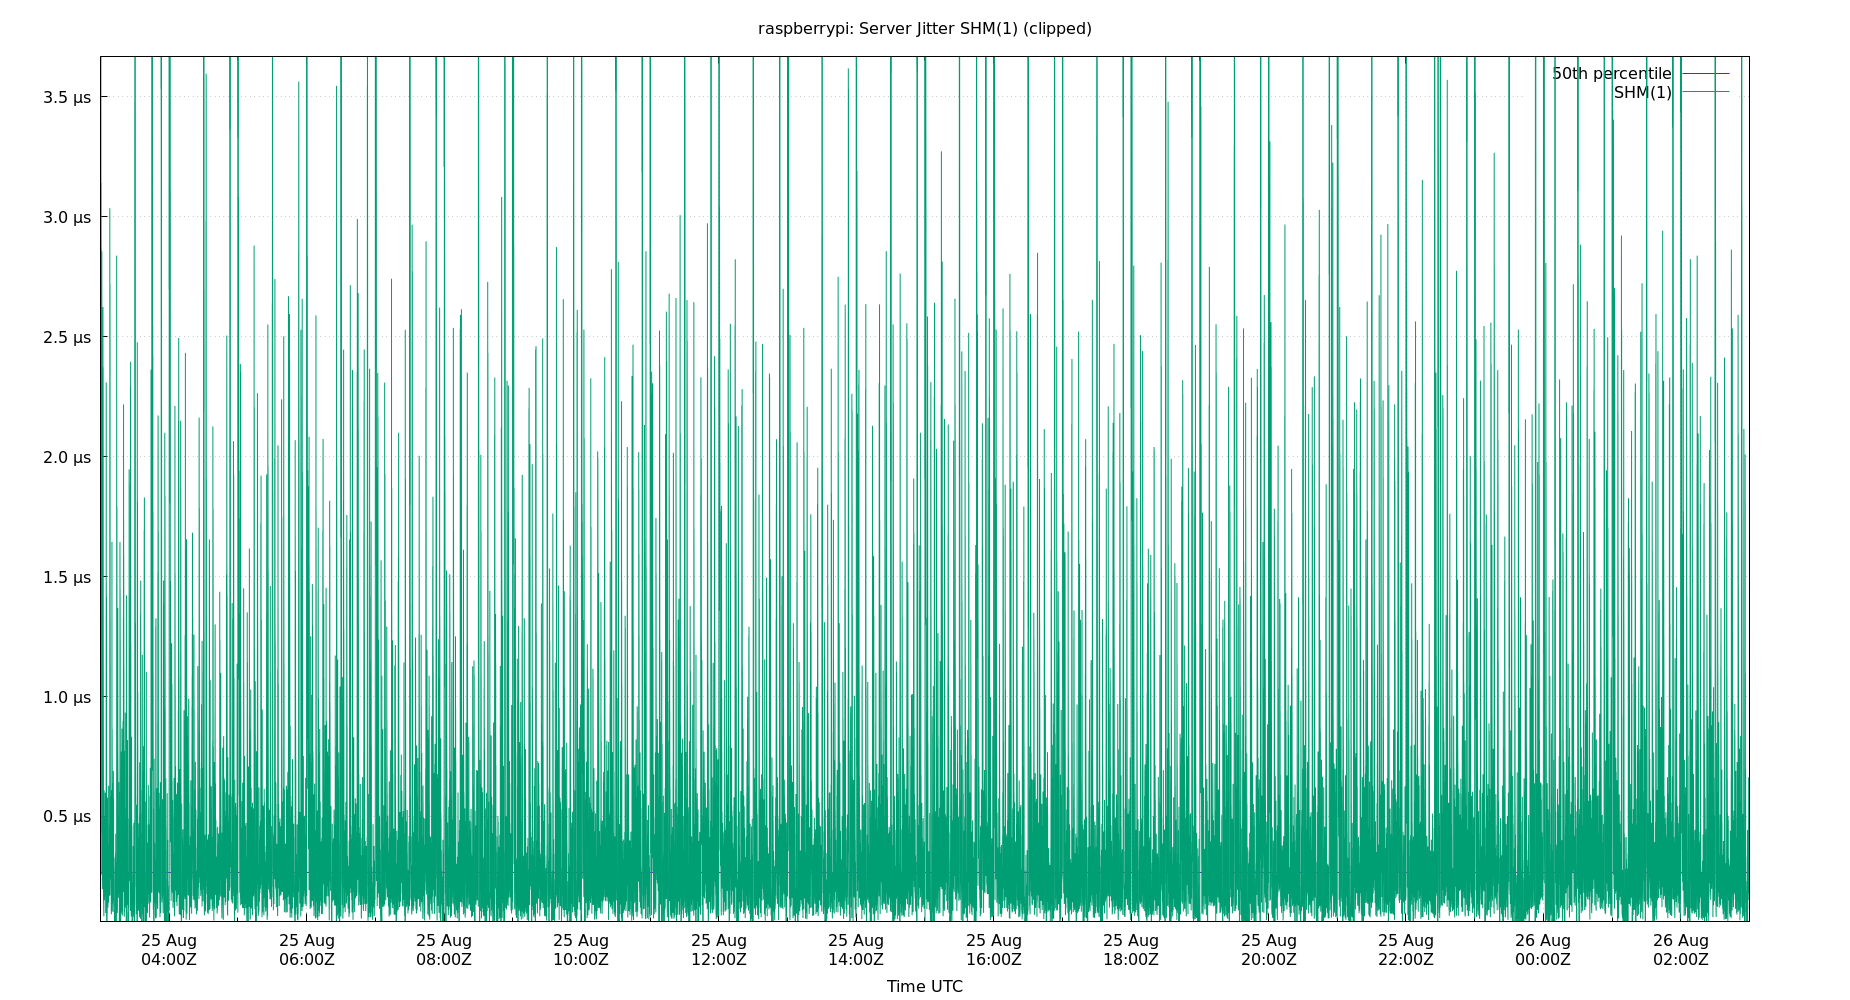 raspberrypi: Server Jitter SHM(1) (clipped)
50th percentile
SHM(1)
3.5 µs
3.0 µs
2.5 µs
2.0 µs
1.5 µs
1.0 µs
0.5 µs
25 Aug 25 Aug 25 Aug 25 Aug 25 Aug 25 Aug 25 Aug 25 Aug 25 Aug 25 Aug 26 Aug 26 Aug
04:00Z 06:00Z 08:00Z 10:00Z 12:00Z 14:00Z 16:00Z 18:00Z 20:00Z 22:00Z 00:00Z 02:00Z
Time UTC